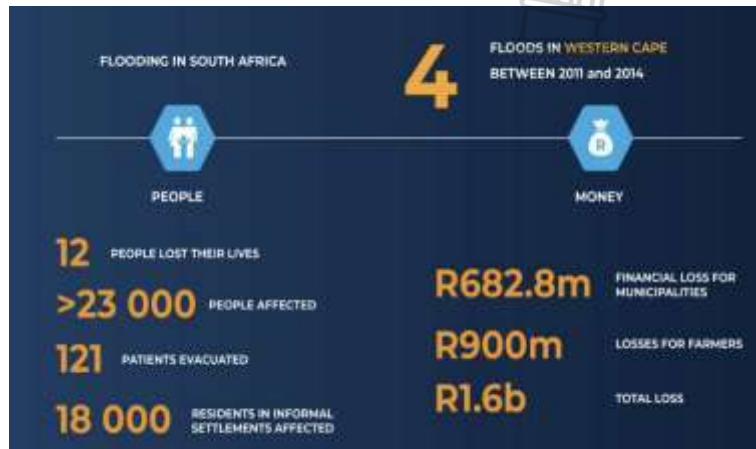 FLOODING IN SOUTH AFRICA
4
FLOODS IN WESTERN CAPE
BETWEEN 2011 and 2014
PEOPLE
12 PEOPLE LOST THEIR LIVES
>23 000 PEOPLE AFFECTED
121 PATIENTS EVACUATED
18 000 RESIDENTS IN INFORMAL
SETTLEMENTS AFFECTED
R
MONEY
R682.8m FINANCIAL LOSS FOR
MUNICIPALITIES
R900m LOSSES FOR FARMERS
R1.6b TOTAL LOSS